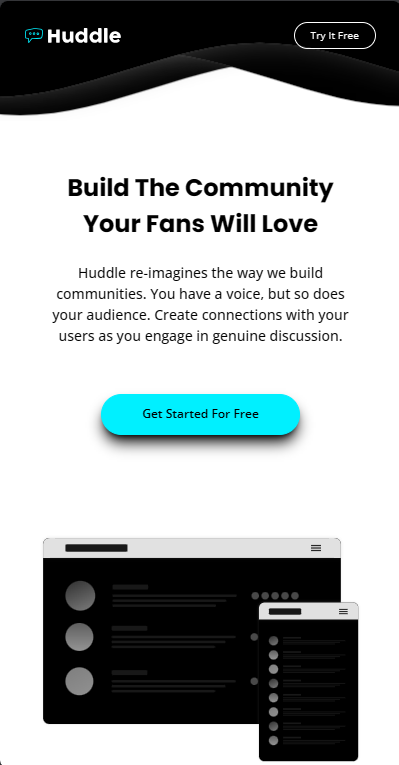 Huddle
Try It Free
Build The Community
Your Fans Will Love
Huddle re-imagines the way we build
communities. You have a voice, but so does
your audience. Create connections with your
users as you engage in genuine discussion.
Get Started For Free